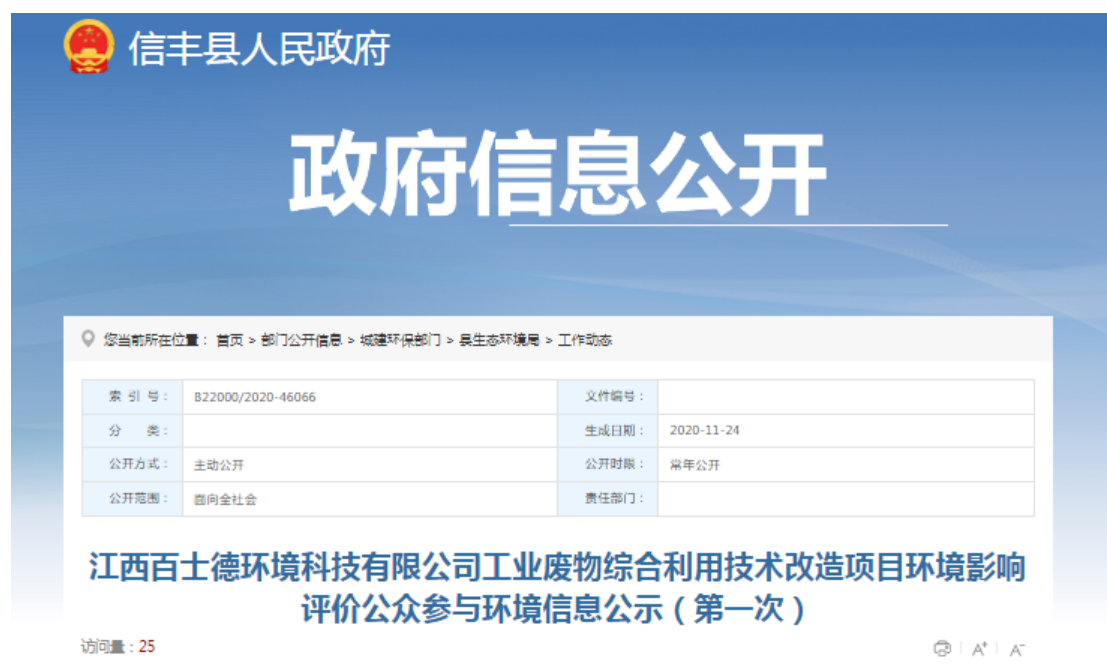 信丰县人民政府
政府信息公开
您当前所在位置： 首页 > 部门公开信息 > 城建环保部门 > 县生态环境局 > 工作动态
索 引 号： B22000/2020-46066 文件编号：
分 类： 生成日期： 2020-11-24
公开方式： 主动公开 公开时限： 常年公开
公开范围： 面向全社会 责任部门：
江西百士德环境科技有限公司工业废物综合利用技术改造项目环境影响
评价公众参与环境信息公示（第一次）
访问量：25 A+ A-